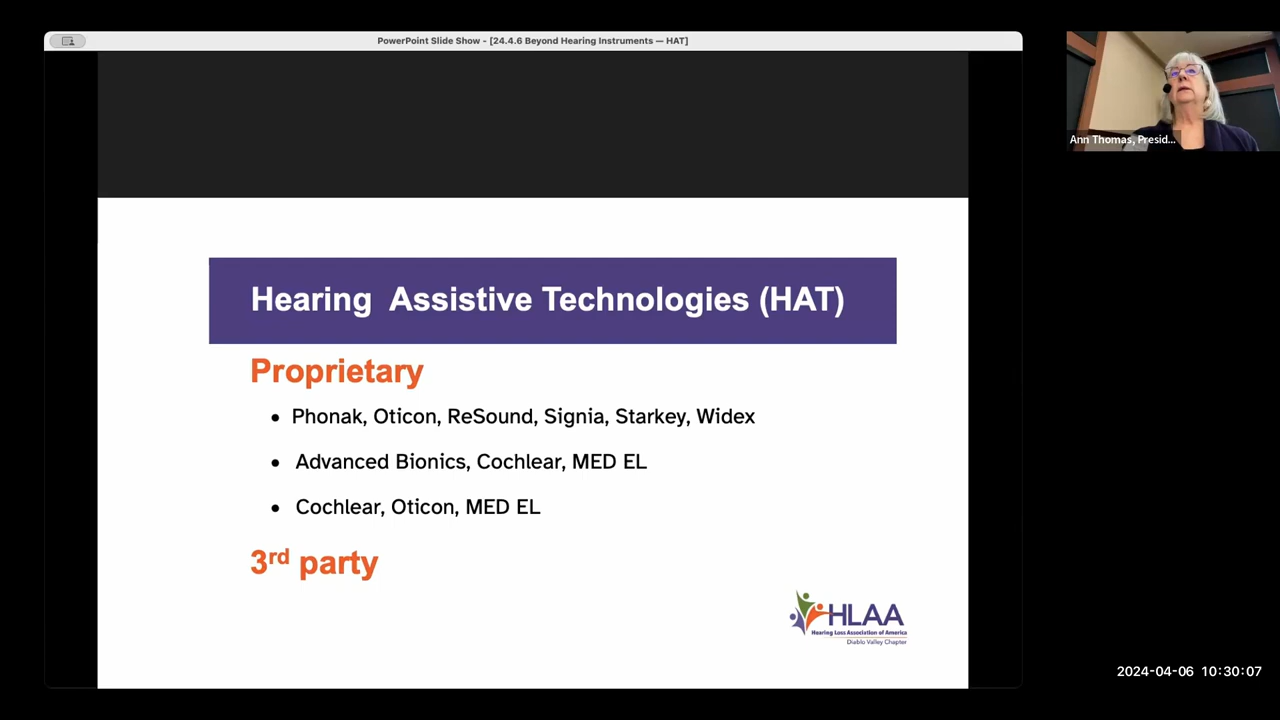 PowerPoint Slide Show - [24.4.6 Beyond Hearing Instruments — HAT]
Ann Thomas, Presid...
Hearing Assistive Technologies (HAT)
Proprietary
• Phonak, Oticon, ReSound, Signia, Starkey, Widex
• Advanced Bionics, Cochlear, MED EL
• Cochlear, Oticon, MED EL
3rd party
HLAA
Hearing Loss Association of America
Diablo Valley Chapter
2024-04-06 10:30:07